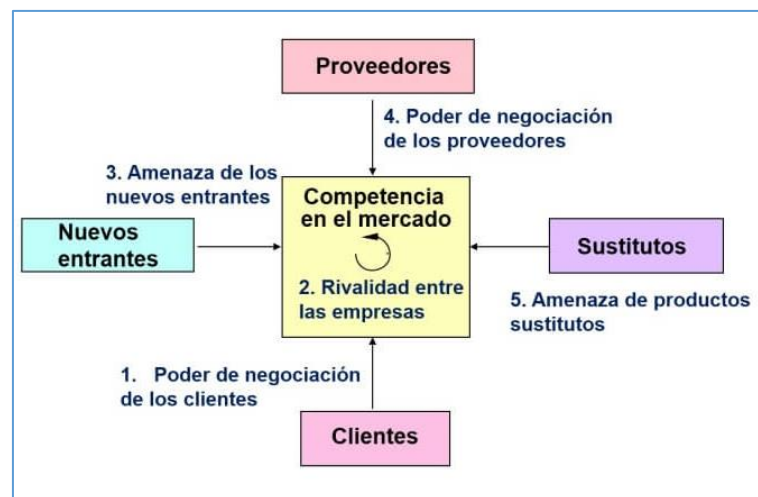 Proveedores
4. Poder de negociación
de los proveedores
3. Amenaza de los
nuevos entrantes
Competencia
en el mercado
Nuevos
entrantes
Sustitutos
2. Rivalidad entre
las empresas
5. Amenaza de productos
sustitutos
1. Poder de negociación
de los clientes
Clientes